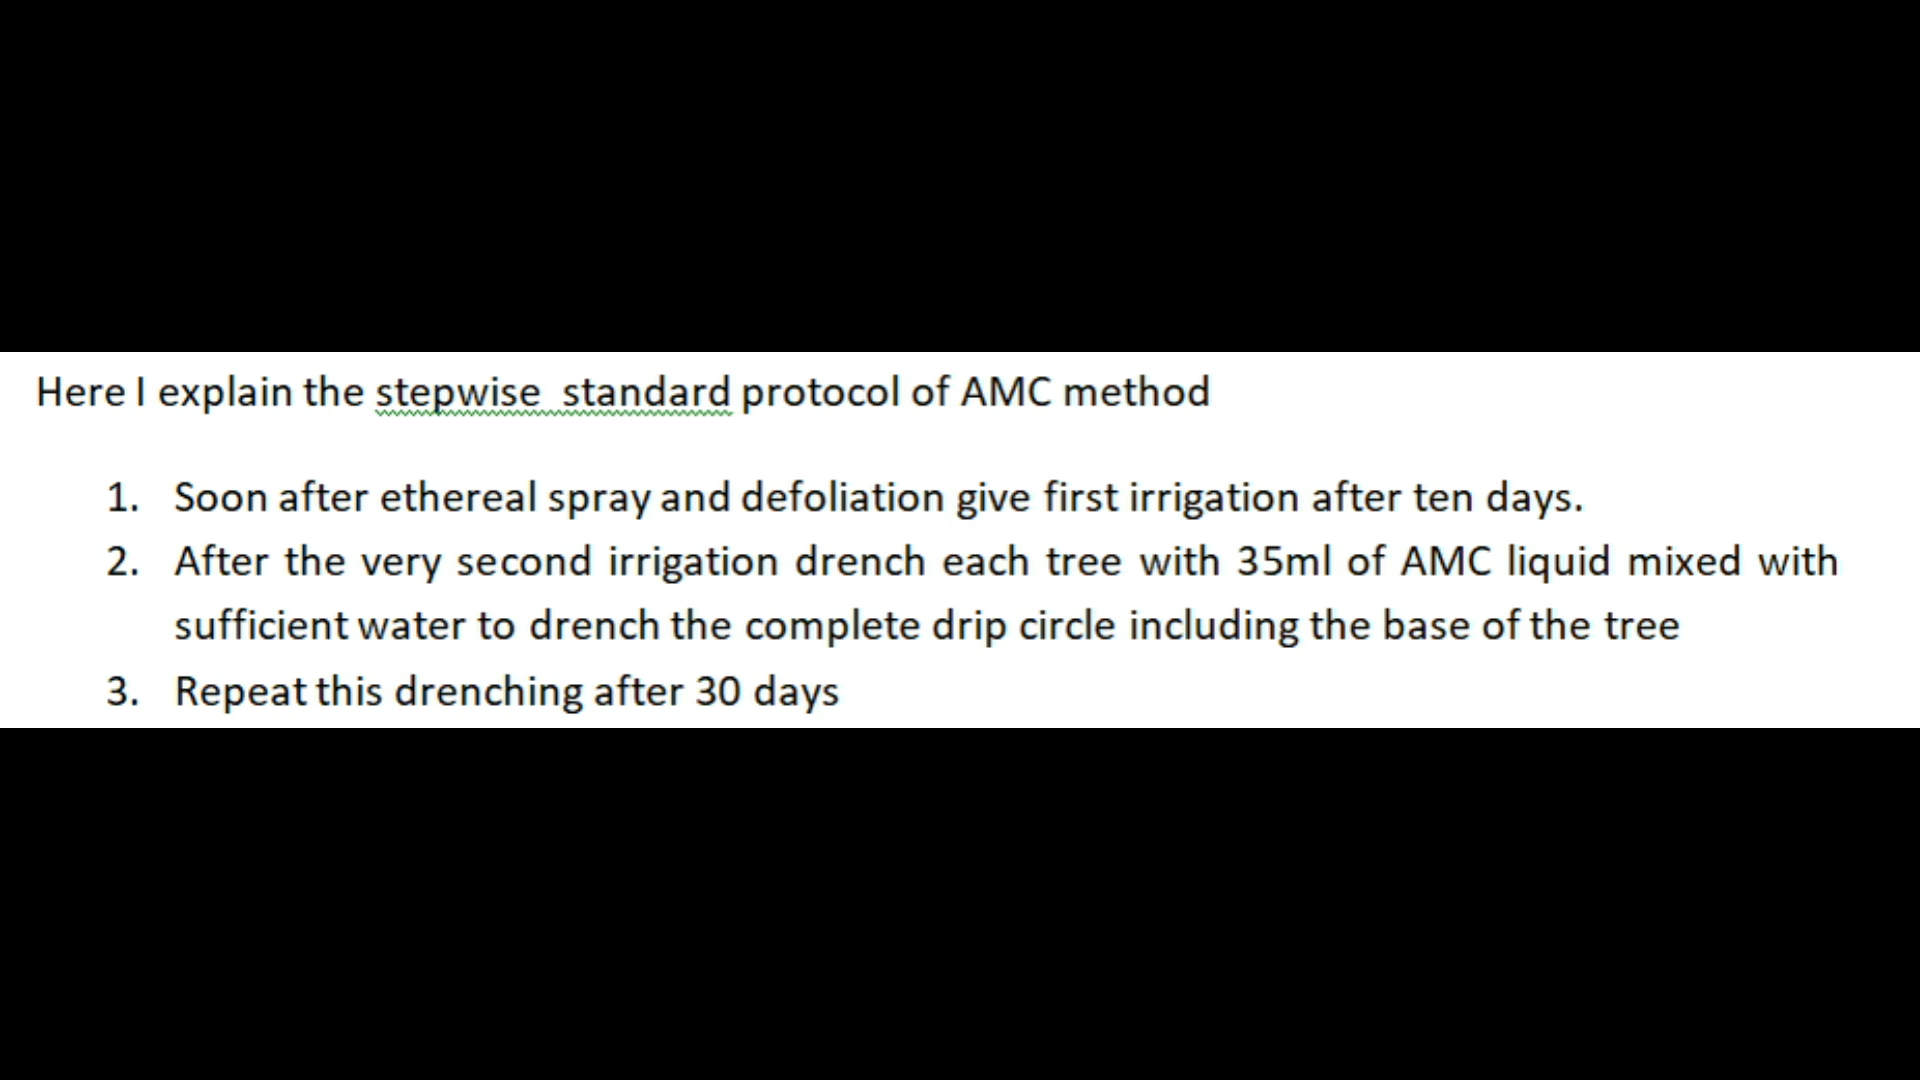 Here I explain the stepwise  standard protocol of AMC method
1. Soon after ethereal spray and defoliation give first irrigation after ten days.
2. After the very second irrigation drench each tree with 35ml of AMC liquid mixed with
sufficient water to drench the complete drip circle including the base of the tree
3. Repeat this drenching after 30 days